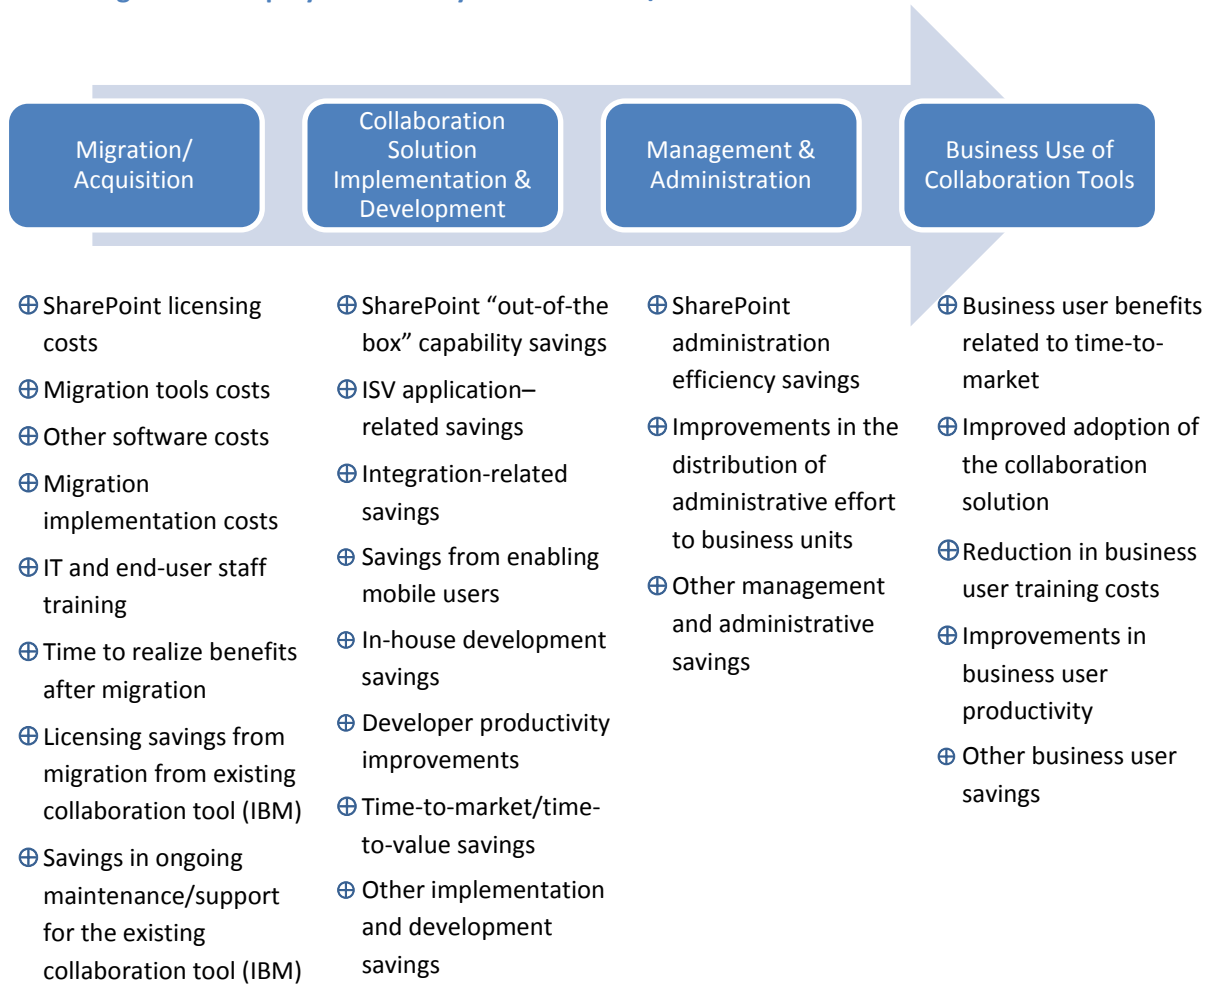 Migration/
Acquisition
Collaboration
Solution
Implementation &
Development
Management &
Administration
Business Use of
Collaboration Tools
SharePoint licensing
costs
Migration tools costs
Other software costs
Migration
implementation costs
IT and end-user staff
training
Time to realize benefits
after migration
Licensing savings from
migration from existing
collaboration tool (IBM)
Savings in ongoing
maintenance/support
for the existing
collaboration tool (IBM)
SharePoint “out-of-the
box” capability savings
ISV application–
related savings
Integration-related
savings
Savings from enabling
mobile users
In-house development
savings
Developer productivity
improvements
Time-to-market/time-
to-value savings
Other implementation
and development
savings
SharePoint
administration
efficiency savings
Improvements in the
distribution of
administrative effort
to business units
Other management
and administrative
savings
Business user benefits
related to time-to-
market
Improved adoption of
the collaboration
solution
Reduction in business
user training costs
Improvements in
business user
productivity
Other business user
savings